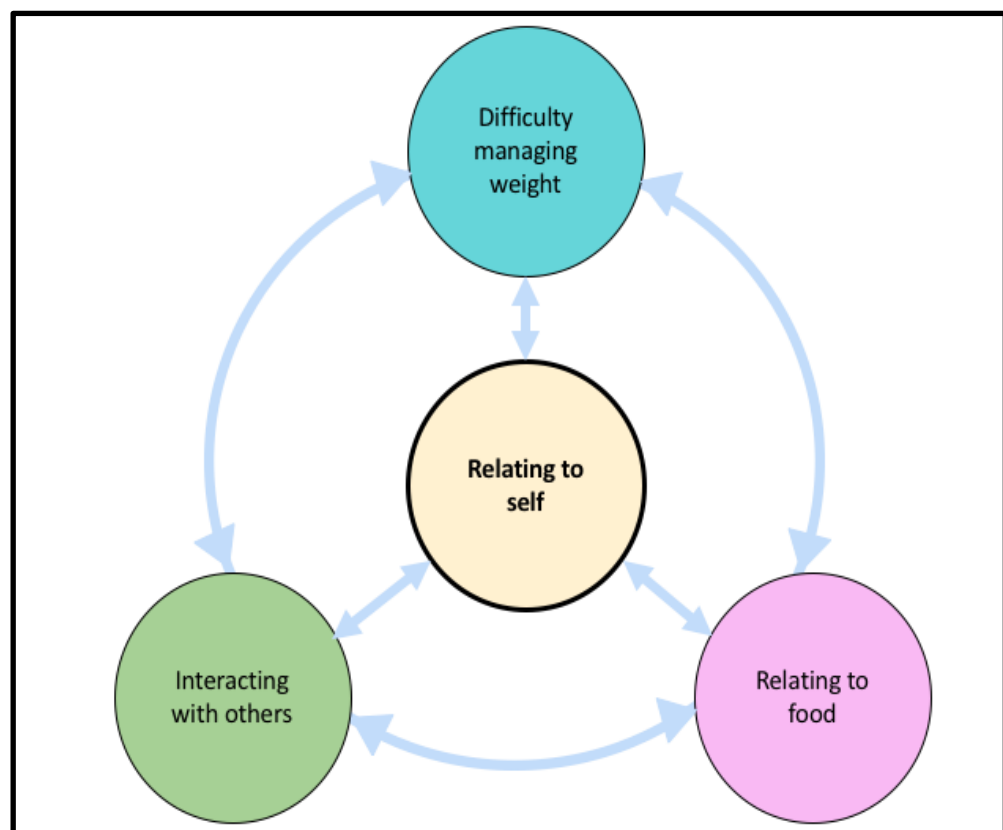 Difficulty
managing
weight
Relating to
self
Interacting
with others
Relating to
food